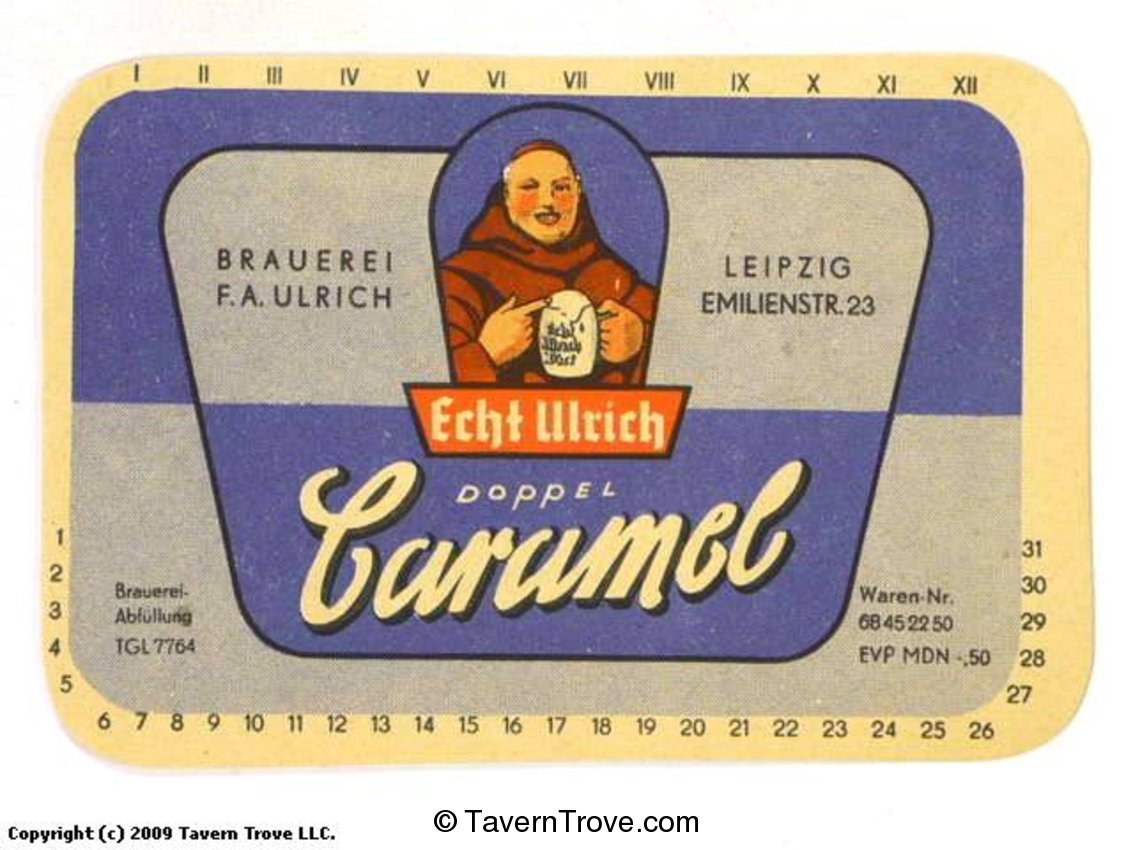 I II III IV V VI VII VIII IX X XI XII
BRAUEREI
F.A. ULRICH
LEIPZIG
EMILIENSTR. 23
Echt
Ulrich
Bier
Echt Ulrich
DOPPEL
Caramel
1
2
3
4
5
Brauerei-
Abfüllung
TGL 7764
Waren-Nr.
68 45 22 50
EVP MDN -,50
31
30
29
28
27
6 7 8 9 10 11 12 13 14 15 16 17 18 19 20 21 22 23 24 25 26
Copyright (c) 2009 Tavern Trove LLC.
© TavernTrove.com